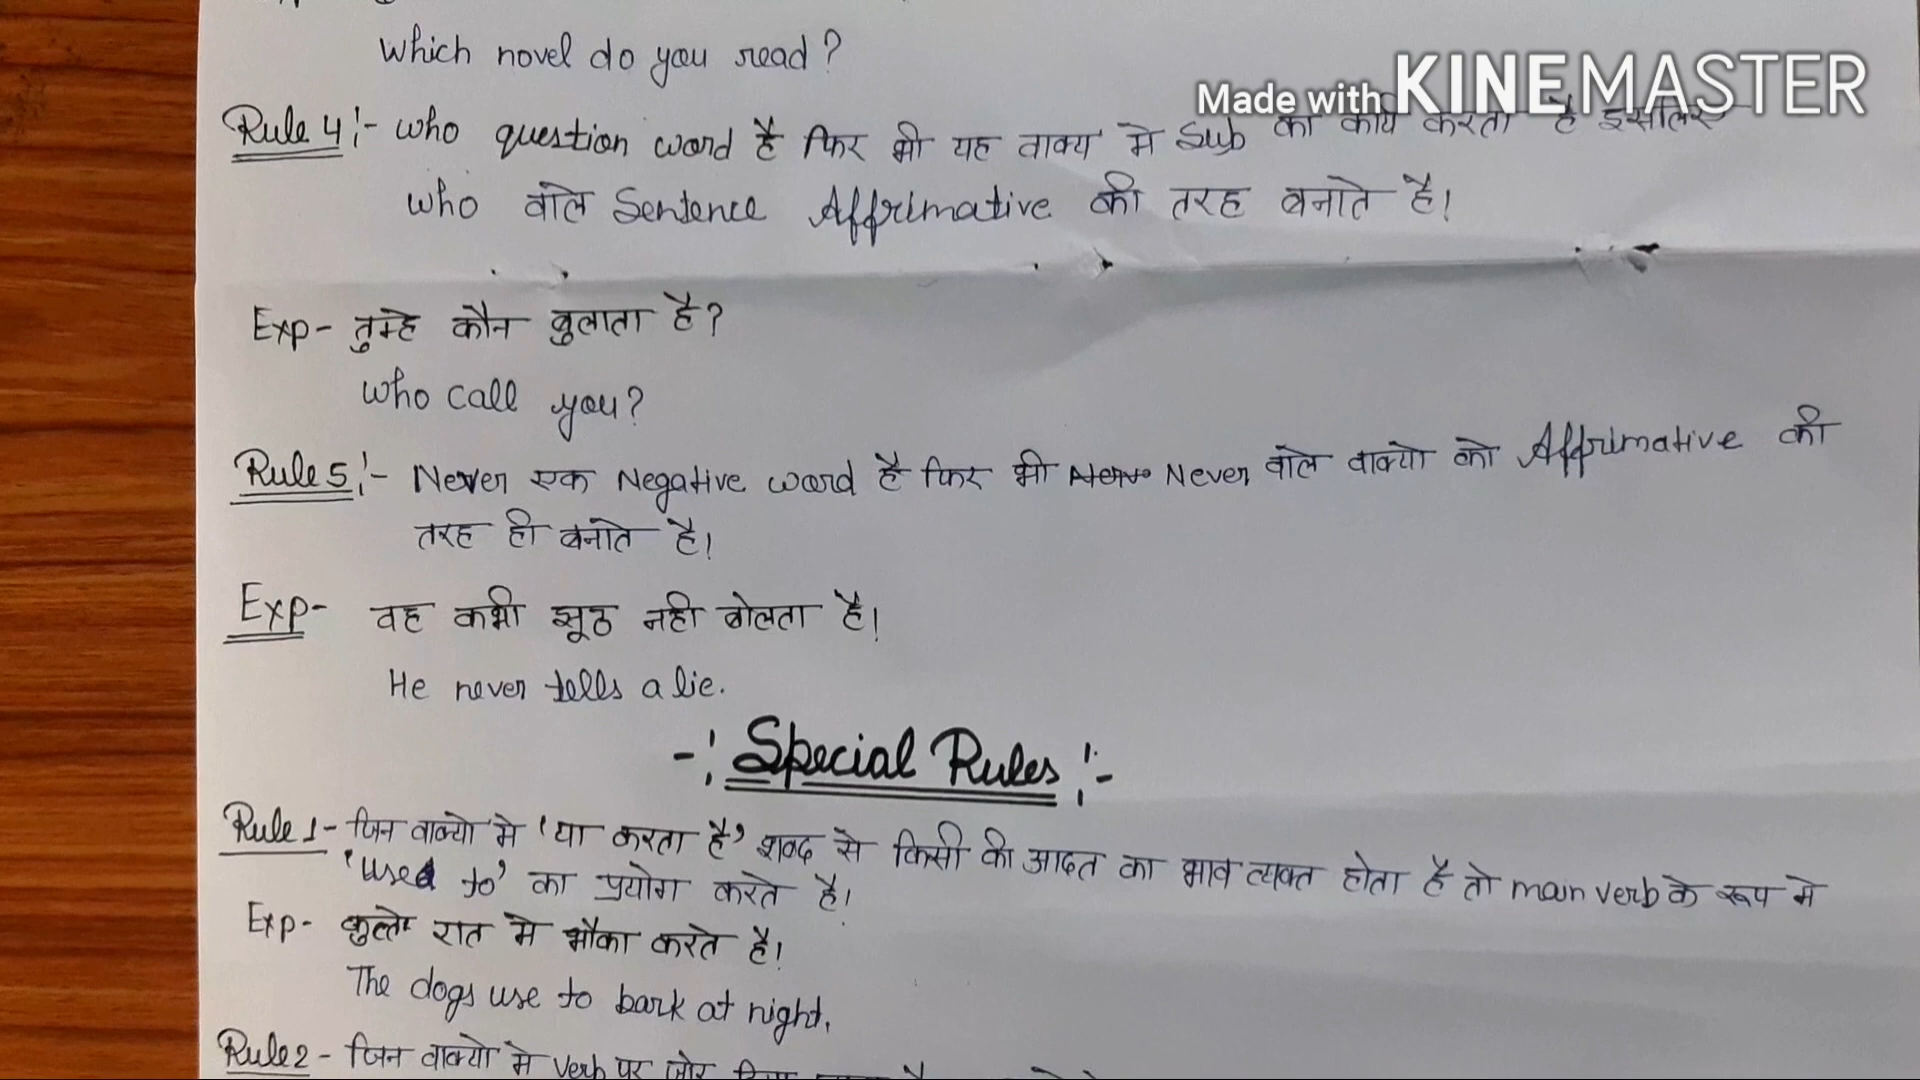 Which novel do you read?
Made with KINEMASTER
Rule 4:- who question word है फिर भी यह वाक्य मे Sub का कार्य करता है इसलिए
who वाले Sentence Affrimative की तरह बनाते है।
Exp- तुम्हे कौन बुलाता है?
Who call you?
Rule 5:- Never एक Negative word है फिर भी Never वाले वाक्यो को Affrimative की
तरह ही बनाते है।
Exp- वह कभी झूठ नही बोलता है।
He never tells a lie.
-: Special Rules :-
Rule 1- जिन वाक्यो मे 'या करता है' शब्द से किसी की आदत का भाव व्यक्त होता है तो main verb के रूप मे
'used to' का प्रयोग करते है।
Exp- कुत्ते रात मे भौका करते है।
The dogs use to bark at night.
Rule 2- जिन वाक्यो मे Verb पर जोर